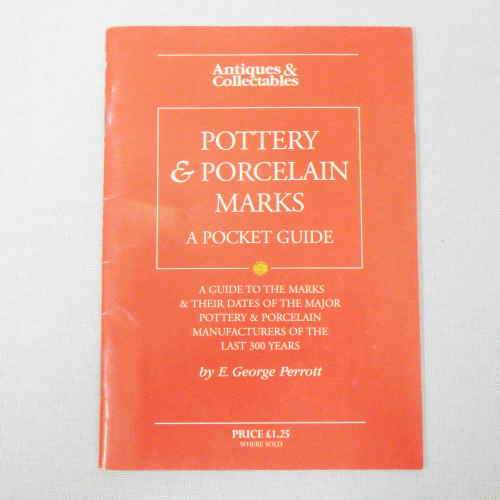 Antiques &
Collectables
POTTERY
& PORCELAIN
MARKS
A POCKET GUIDE
A GUIDE TO THE MARKS
& THEIR DATES OF THE MAJOR
POTTERY & PORCELAIN
MANUFACTURERS OF THE
LAST 300 YEARS
by E. George Perrott
PRICE £1.25
WHERE SOLD